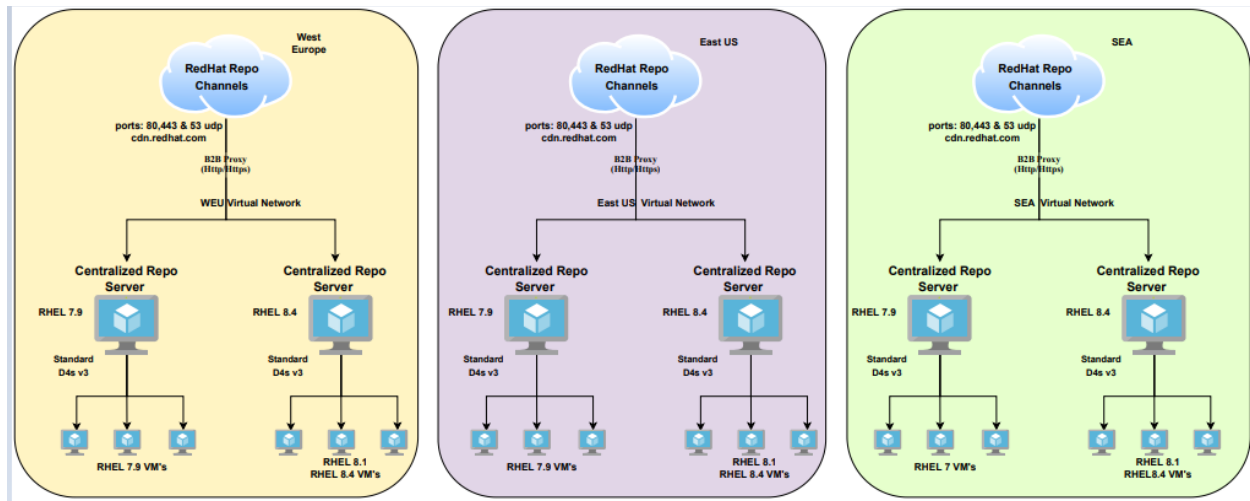 West
Europe
RedHat Repo
Channels
ports: 80,443 & 53 udp
cdn.redhat.com
B2B Proxy
(Http/Https)
WEU Virtual Network
Centralized Repo
Server
RHEL 7.9
Standard
D4s v3
RHEL 7.9 VM's
Centralized Repo
Server
RHEL 8.4
Standard
D4s v3
RHEL 8.1
RHEL 8.4 VM's
East US
RedHat Repo
Channels
ports: 80,443 & 53 udp
cdn.redhat.com
B2B Proxy
(Http/Https)
East US Virtual Network
Centralized Repo
Server
RHEL 7.9
Standard
D4s v3
RHEL 7.9 VM's
Centralized Repo
Server
RHEL 8.4
Standard
D4s v3
RHEL 8.1
RHEL 8.4 VM's
SEA
RedHat Repo
Channels
ports: 80,443 & 53 udp
cdn.redhat.com
B2B Proxy
(Http/Https)
SEA Virtual Network
Centralized Repo
Server
RHEL 7.9
Standard
D4s v3
RHEL 7 VM's
Centralized Repo
Server
RHEL 8.4
Standard
D4s v3
RHEL 8.1
RHEL8.4 VM's